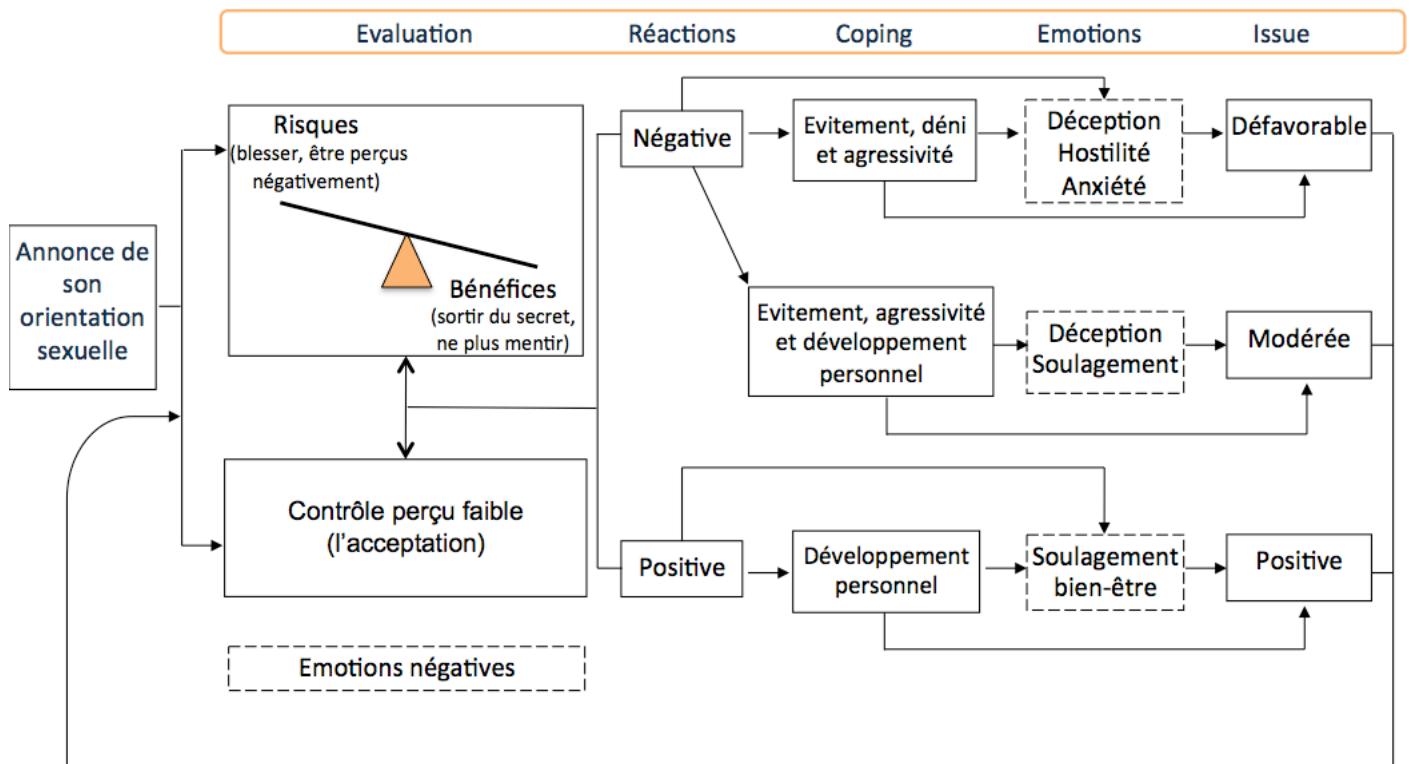 Evaluation
Réactions
Coping
Emotions
Issue
Annonce de
son
orientation
sexuelle
Risques
(blesser, être perçus
négativement)
Bénéfices
(sortir du secret,
ne plus mentir)
Contrôle perçu faible
(l'acceptation)
Emotions négatives
Négative
Evitement, déni
et agressivité
Déception
Hostilité
Anxiété
Défavorable
Evitement, agressivité
et développement
personnel
Déception
Soulagement
Modérée
Positive
Développement
personnel
Soulagement
bien-être
Positive